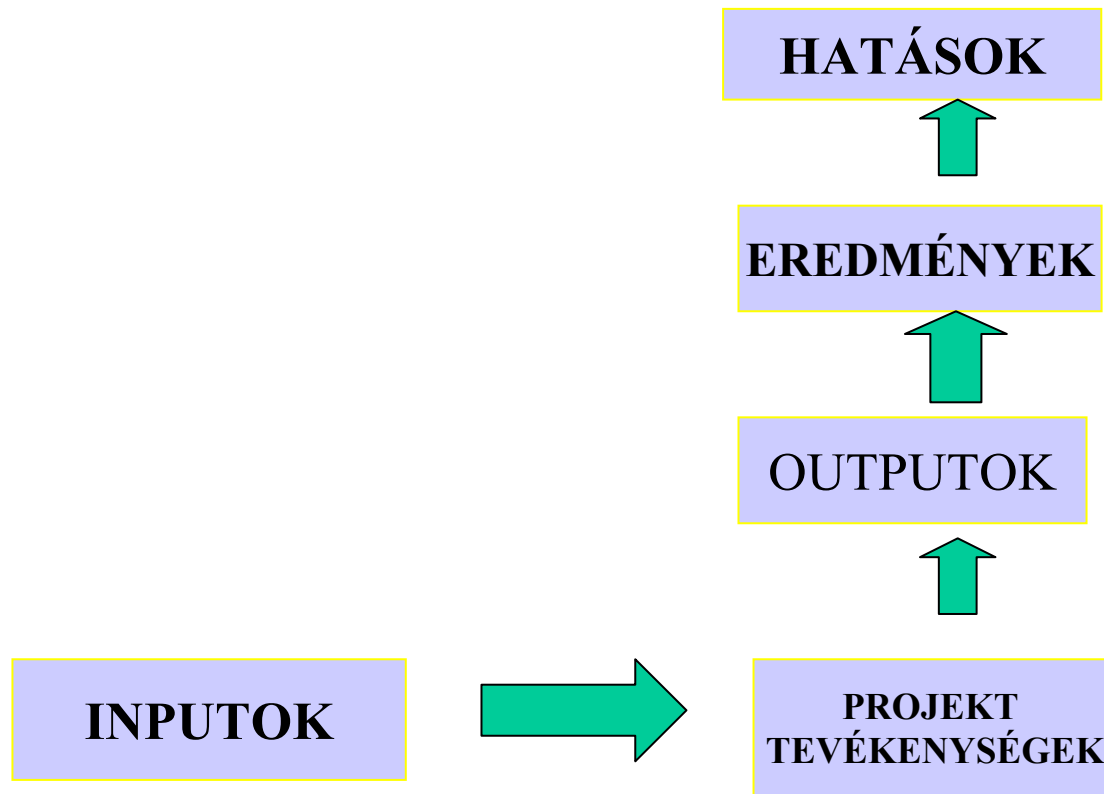 HATÁSOK
EREDMÉNYEK
OUTPUTOK
INPUTOK
PROJEKT
TEVÉKENYSÉGEK